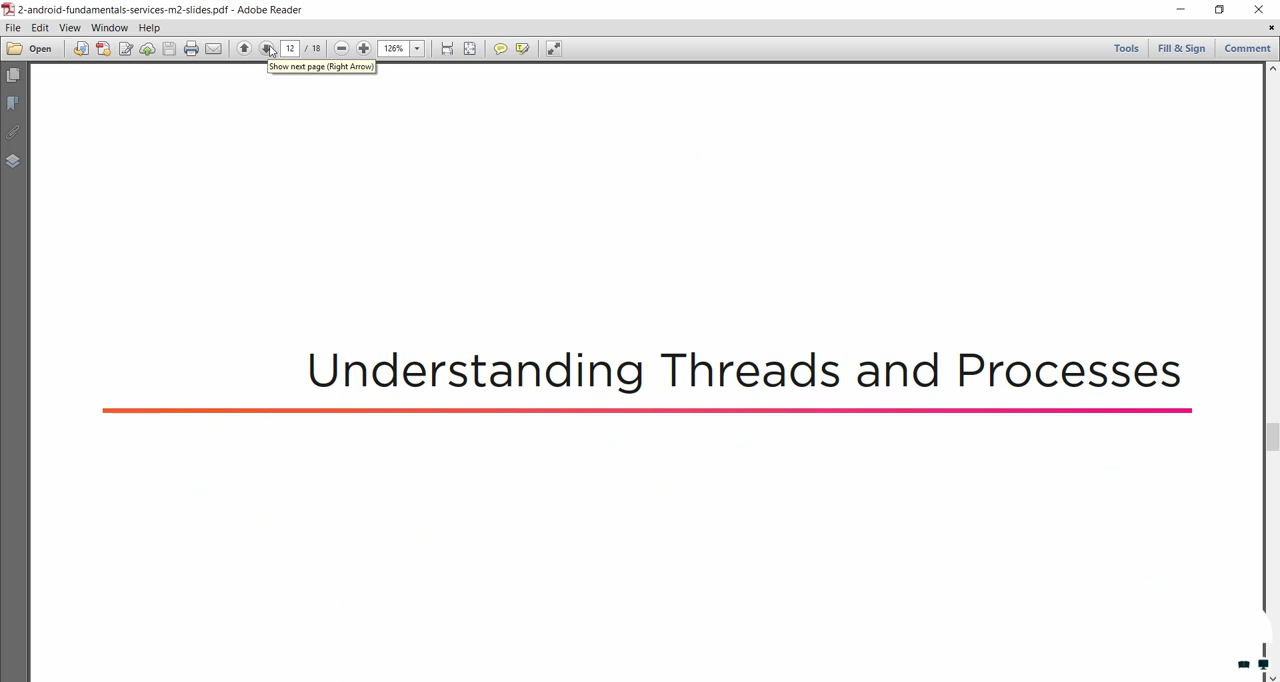 2-android-fundamentals-services-m2-slides.pdf - Adobe Reader
File Edit View Window Help
Open 12 / 18 126% Tools Fill & Sign Comment
Show next page (Right Arrow)
Understanding Threads and Processes